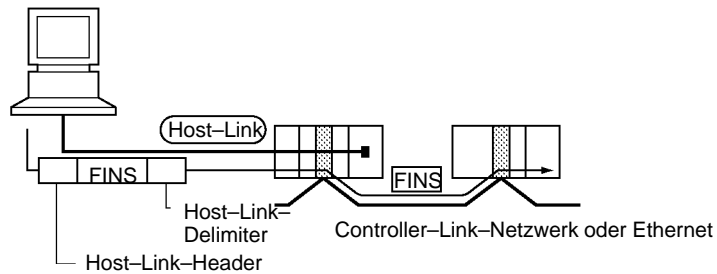 Host–Link
FINS
FINS
Host–Link–
Delimiter
Controller–Link–Netzwerk oder Ethernet
Host–Link–Header